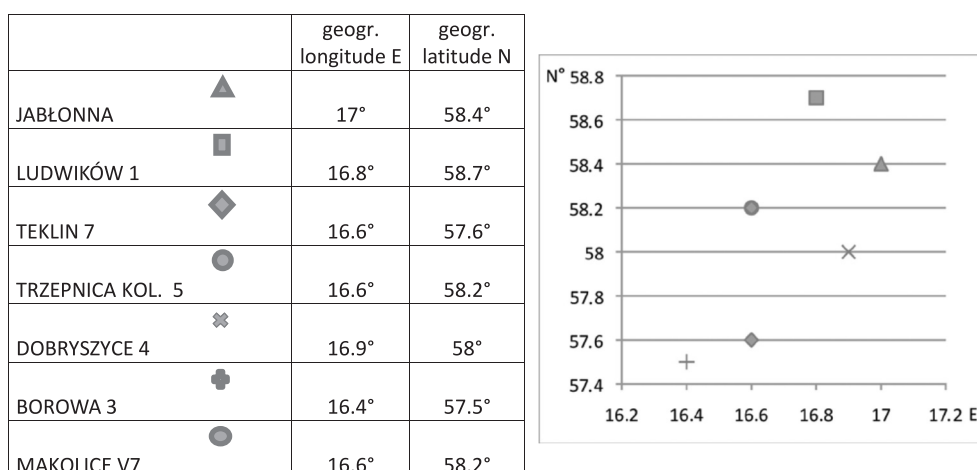 geogr. geogr.
longitude E latitude N
JABŁONNA 17° 58.4°
LUDWIKÓW 1 16.8° 58.7°
TEKLIN 7 16.6° 57.6°
TRZEPNICA KOL. 5 16.6° 58.2°
DOBRYSZYCE 4 16.9° 58°
BOROWA 3 16.4° 57.5°
MAKOLICE V7 16.6° 58.2°
N° 58.8
58.6
58.4
58.2
58
57.8
57.6
57.4
16.2 16.4 16.6 16.8 17 17.2 E